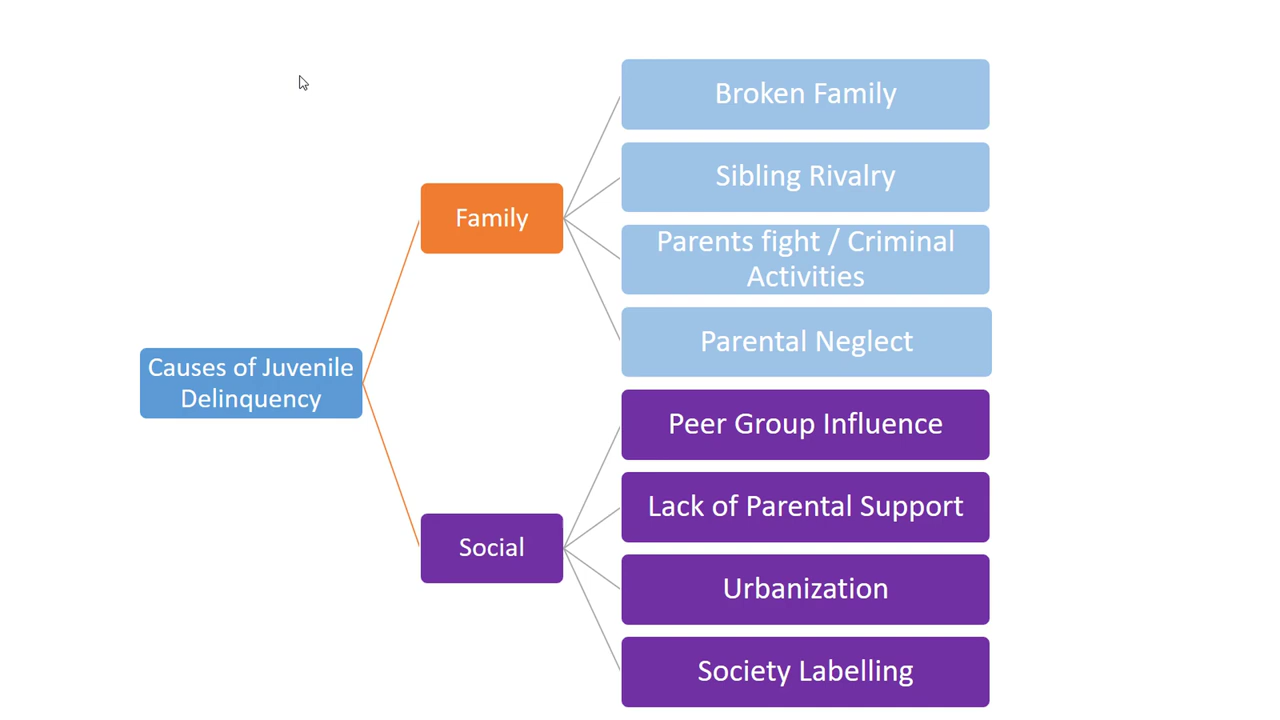 Causes of Juvenile
Delinquency
Family
Broken Family
Sibling Rivalry
Parents fight / Criminal
Activities
Parental Neglect
Social
Peer Group Influence
Lack of Parental Support
Urbanization
Society Labelling